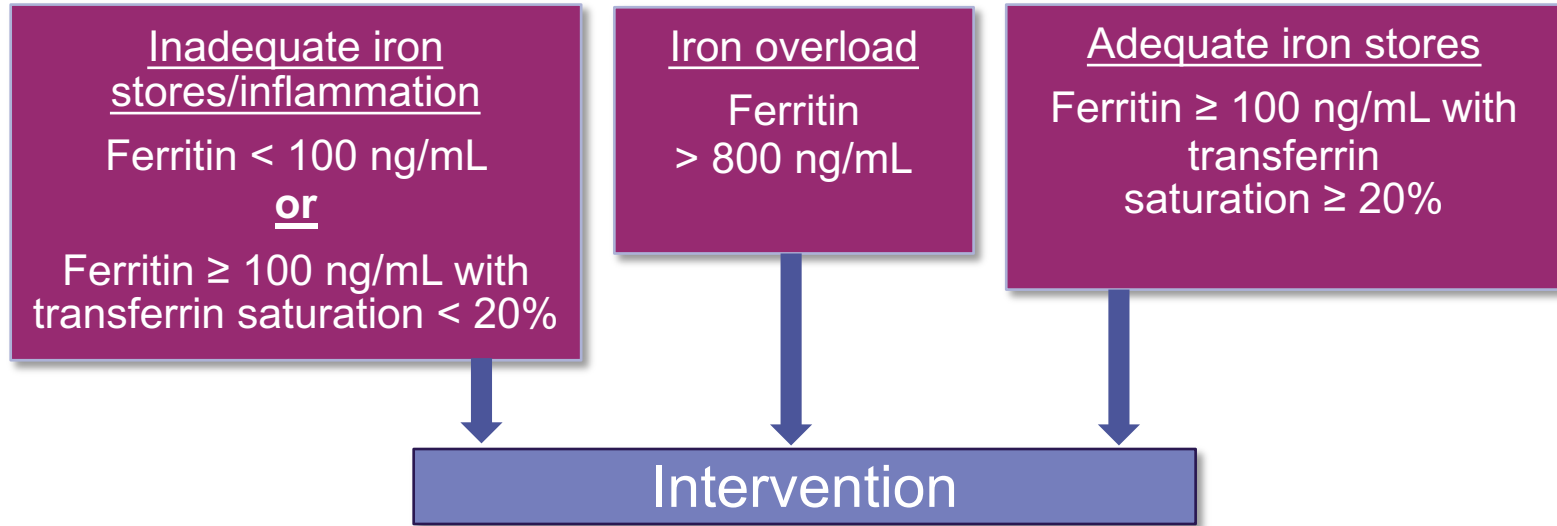 Inadequate iron
stores/inflammation
Ferritin < 100 ng/mL
or
Ferritin ≥ 100 ng/mL with
transferrin saturation < 20%
Iron overload
Ferritin
> 800 ng/mL
Adequate iron stores
Ferritin ≥ 100 ng/mL with
transferrin
saturation ≥ 20%
Intervention